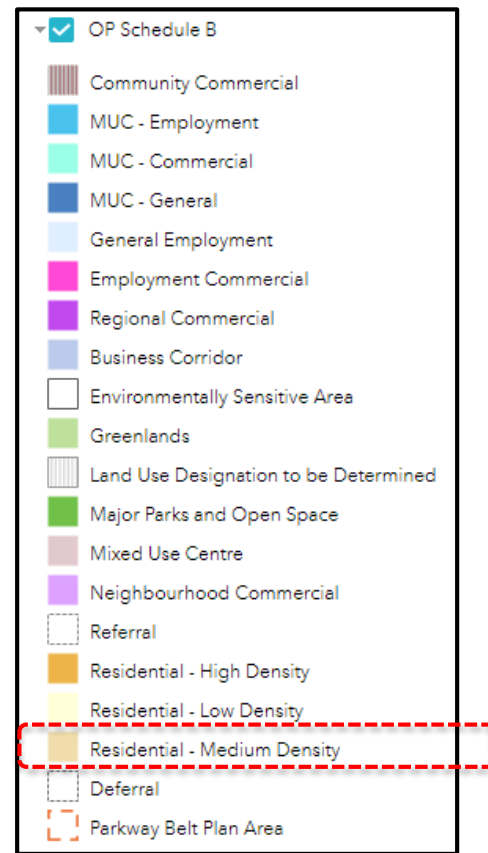 OP Schedule B
Community Commercial
MUC - Employment
MUC - Commercial
MUC - General
General Employment
Employment Commercial
Regional Commercial
Business Corridor
Environmentally Sensitive Area
Greenlands
Land Use Designation to be Determined
Major Parks and Open Space
Mixed Use Centre
Neighbourhood Commercial
Referral
Residential - High Density
Residential - Low Density
Residential - Medium Density
Deferral
Parkway Belt Plan Area